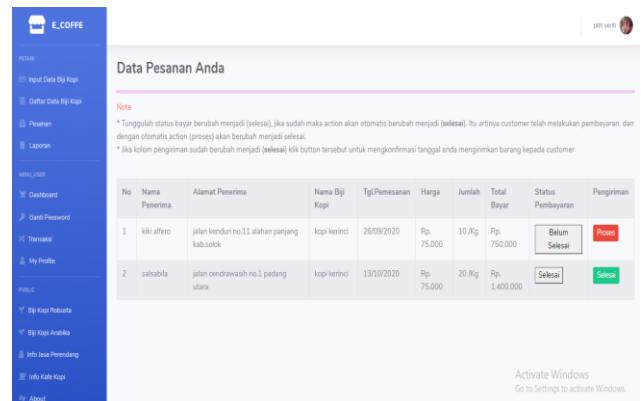 E_COFFE
pitri yenti
PETANI
Input Data Biji Kopi
Daftar Data Biji Kopi
Pesanan
Laporan
MENU_USER
Dashboard
Ganti Password
Transaksi
My Profile
PUBLIC
Biji Kopi Robusta
Biji Kopi Arabika
Info Jasa Perendang
Info Kafe Kopi
About
Data Pesanan Anda
Note
* Tunggulah status bayar berubah menjadi (selesai), jika sudah maka action akan otomatis berubah menjadi (selesai). Itu artinya customer telah melakukan pembayaran. dan
dengan otomatis action (proses) akan berubah menjadi selesai.
* Jika kolom pengiriman sudah berubah menjadi (selesai) klik button tersebut untuk mengkonfirmasi tanggal anda mengirimkan barang kepada customer
No Nama Penerima Alamat Penerima Nama Biji Kopi Tgl.Pemesanan Harga Jumlah Total Bayar Status Pembayaran Pengiriman
1 kiki alfero jalan kenduri no.11 alahan panjang kab.solok kopi kerinci 26/09/2020 Rp. 75.000 10 /Kg Rp. 750.000 Belum Selesai Proses
2 salsabila jalan cendrawasih no.1 padang utara kopi kerinci 13/10/2020 Rp. 75.000 20 /Kg Rp. 1.400.000 Selesai Selesai
Activate Windows
Go to Settings to activate Windows.